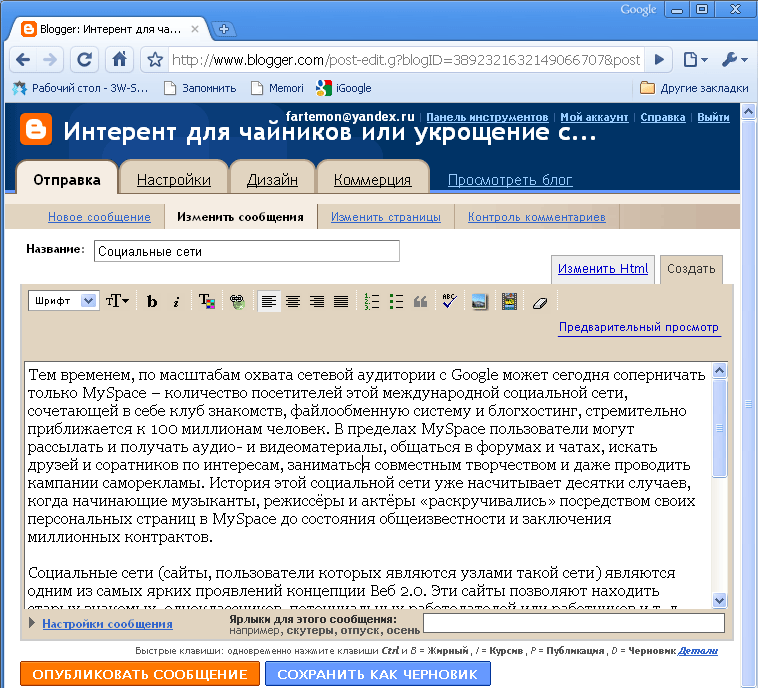 Google
Blogger: Интерент для ча...
http://www.blogger.com/post-edit.g?blogID=3892321632149066707&post
Рабочий стол - 3W-S...
Запомнить
Memori
iGoogle
Другие закладки
fartemon@yandex.ru | Панель инструментов | Мой аккаунт | Справка | Выйти
Интерент для чайников или укрощение с...
Отправка
Настройки
Дизайн
Коммерция
Просмотреть блог
Новое сообщение
Изменить сообщения
Изменить страницы
Контроль комментариев
Название:
Социальные сети
Изменить Html
Создать
Шрифт
b
i
ABC
Предварительный просмотр
Тем временем, по масштабам охвата сетевой аудитории с Google может сегодня соперничать
только MySpace – количество посетителей этой международной социальной сети,
сочетающей в себе клуб знакомств, файлообменную систему и блогхостинг, стремительно
приближается к 100 миллионам человек. В пределах MySpace пользователи могут
рассылать и получать аудио- и видеоматериалы, общаться в форумах и чатах, искать
друзей и соратников по интересам, заниматься совместным творчеством и даже проводить
кампании саморекламы. История этой социальной сети уже насчитывает десятки случаев,
когда начинающие музыканты, режиссёры и актёры «раскручивались» посредством своих
персональных страниц в MySpace до состояния общеизвестности и заключения
миллионных контрактов.
Социальные сети (сайты, пользователи которых являются узлами такой сети) являются
одним из самых ярких проявлений концепции Веб 2.0. Эти сайты позволяют находить
старых знакомых, одноклассников, потенциальных работодателей или работников и т. д.
Настройки сообщения
Ярлыки для этого сообщения:
например, скутеры, отпуск, осень
Быстрые клавиши: одновременно нажмите клавиши Ctrl и B = Жирный, I = Курсив, P = Публикация, D = Черновик Детали
ОПУБЛИКОВАТЬ СООБЩЕНИЕ
СОХРАНИТЬ КАК ЧЕРНОВИК